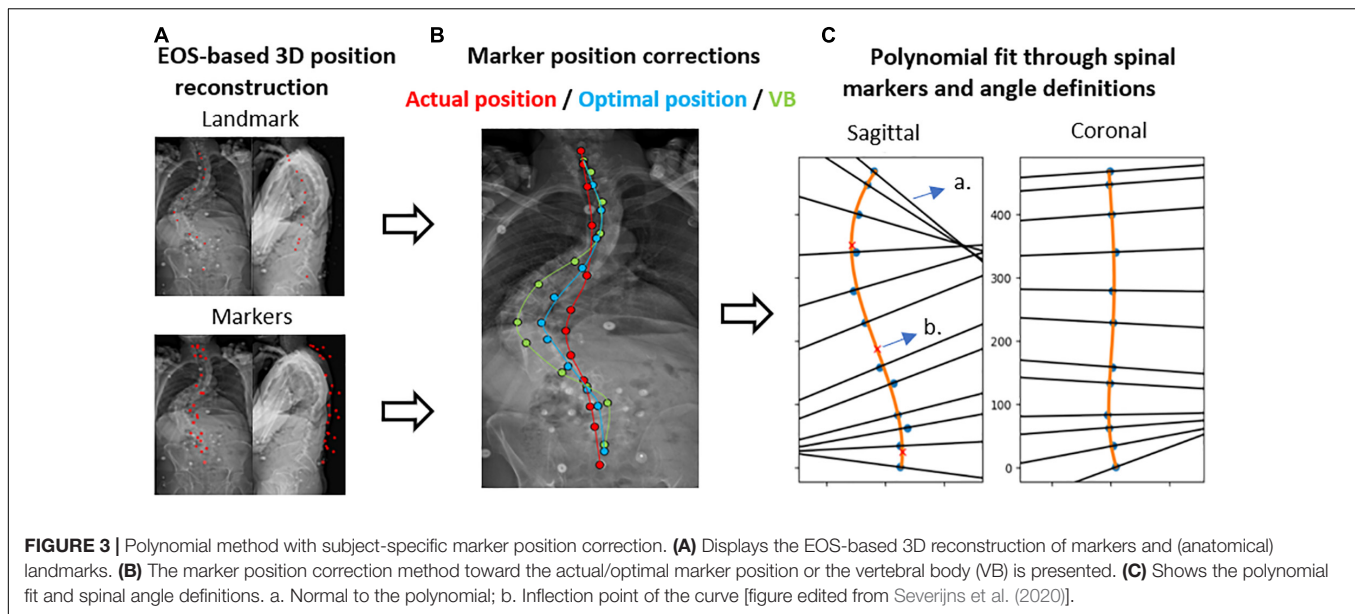 A
EOS-based 3D position
reconstruction
Landmark
Markers
B
Marker position corrections
Actual position / Optimal position / VB
C
Polynomial fit through spinal
markers and angle definitions
Sagittal
a.
b.
Coronal
400
300
200
100
0
FIGURE 3 | Polynomial method with subject-specific marker position correction. (A) Displays the EOS-based 3D reconstruction of markers and (anatomical)
landmarks. (B) The marker position correction method toward the actual/optimal marker position or the vertebral body (VB) is presented. (C) Shows the polynomial
fit and spinal angle definitions. a. Normal to the polynomial; b. Inflection point of the curve [figure edited from Severijns et al. (2020)].